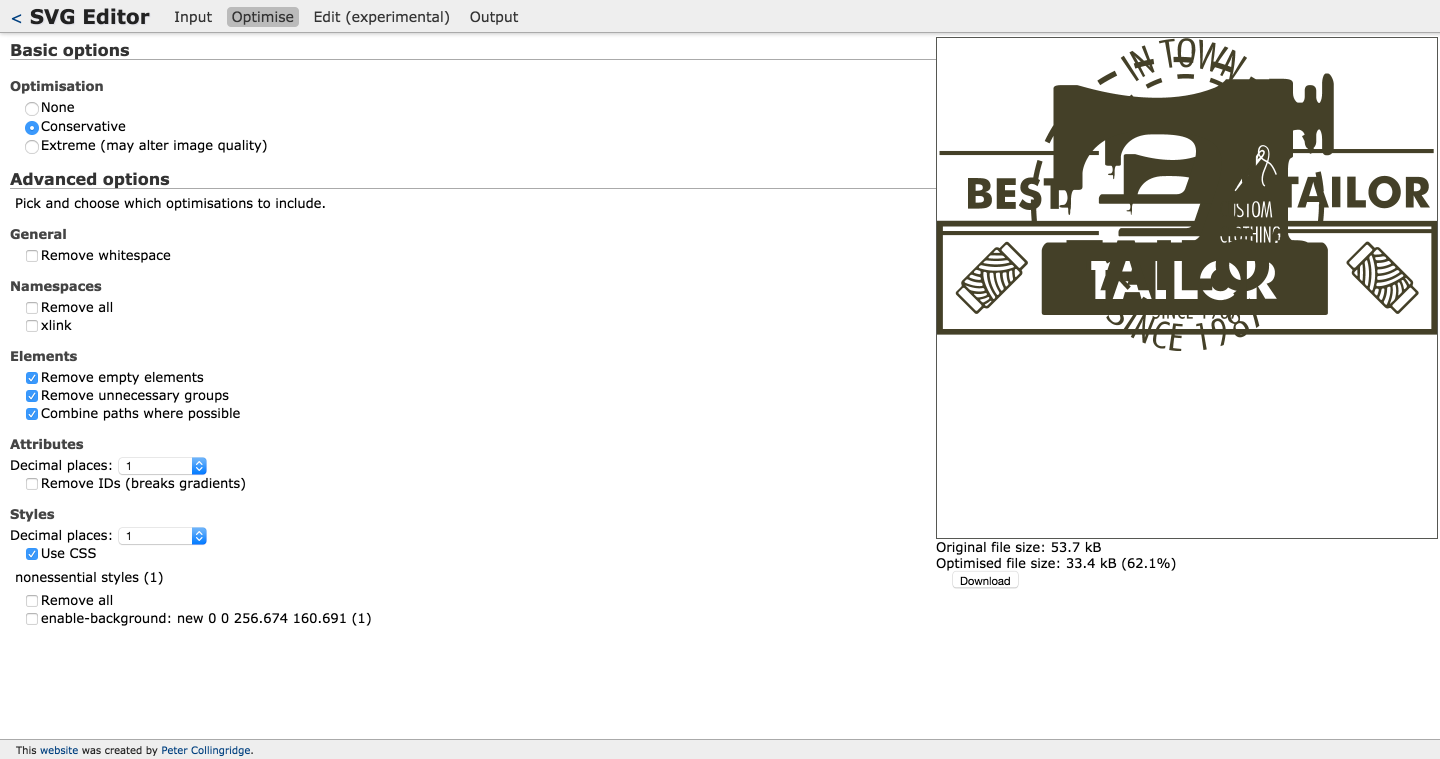 < SVG Editor Input Optimise Edit (experimental) Output
Basic options
Optimisation
None
Conservative
Extreme (may alter image quality)
Advanced options
Pick and choose which optimisations to include.
General
Remove whitespace
Namespaces
Remove all
xlink
Elements
Remove empty elements
Remove unnecessary groups
Combine paths where possible
Attributes
Decimal places: 1
Remove IDs (breaks gradients)
Styles
Decimal places: 1
Use CSS
nonessential styles (1)
Remove all
enable-background: new 0 0 256.674 160.691 (1)
IN TOWN
BEST TAILOR
CLOTHING
TAILOR
SINCE 1987
Original file size: 53.7 kB
Optimised file size: 33.4 kB (62.1%)
Download
This website was created by Peter Collingridge.